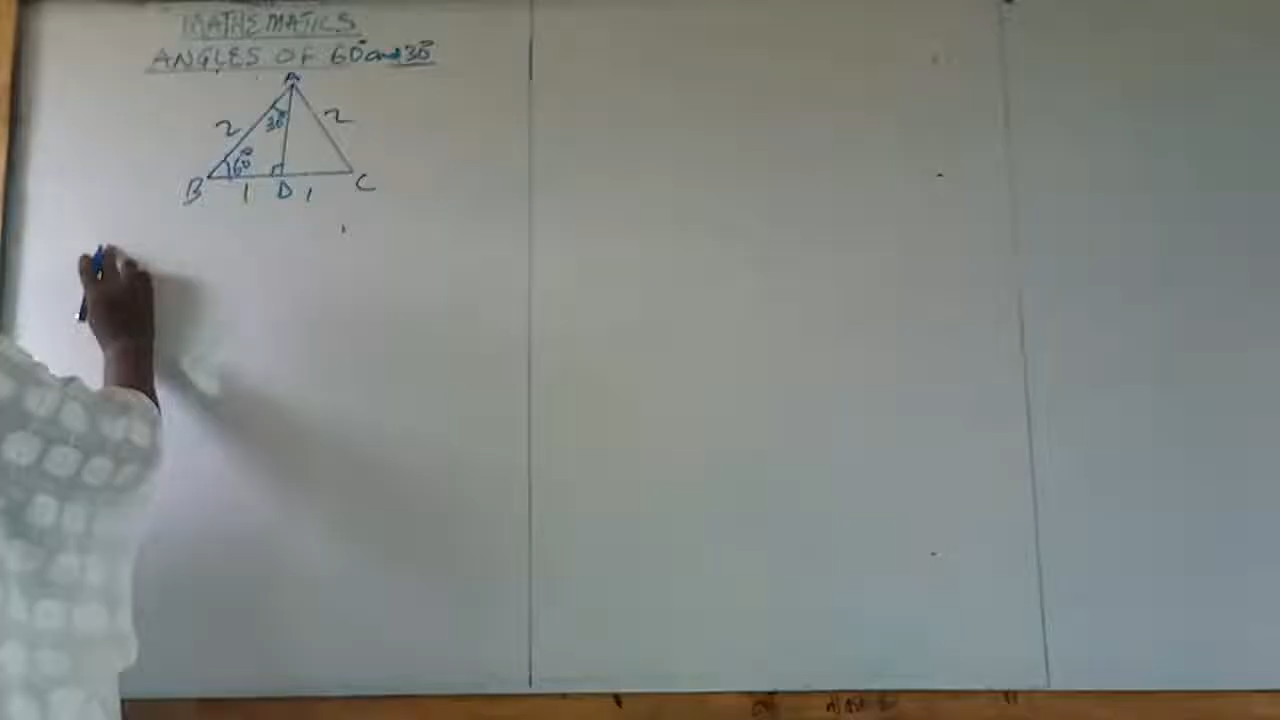 MATHEMATICS
ANGLES OF 60° and 30°
A
2 30° 2
60°
B 1 D 1 C